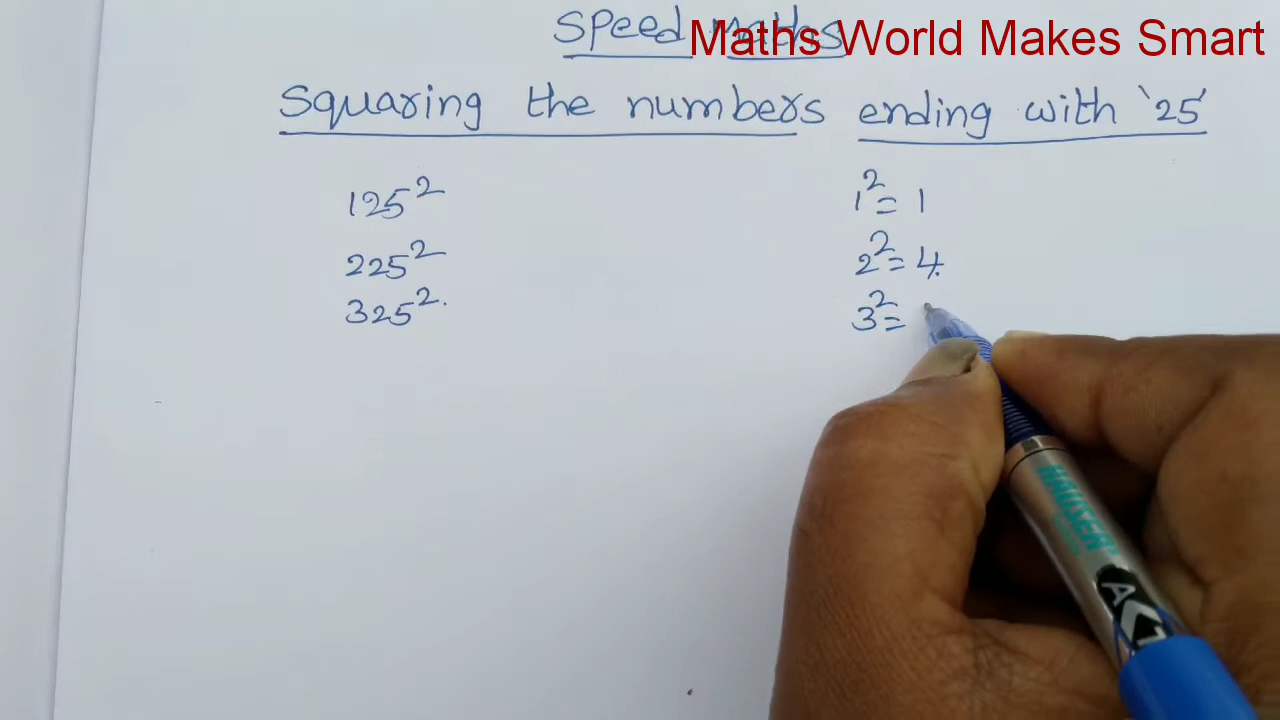 Speed Maths
Maths World Makes Smart
Squaring the numbers ending with '25'
125²
225²
325².
1² = 1
2² = 4.
3² =
HAUSER